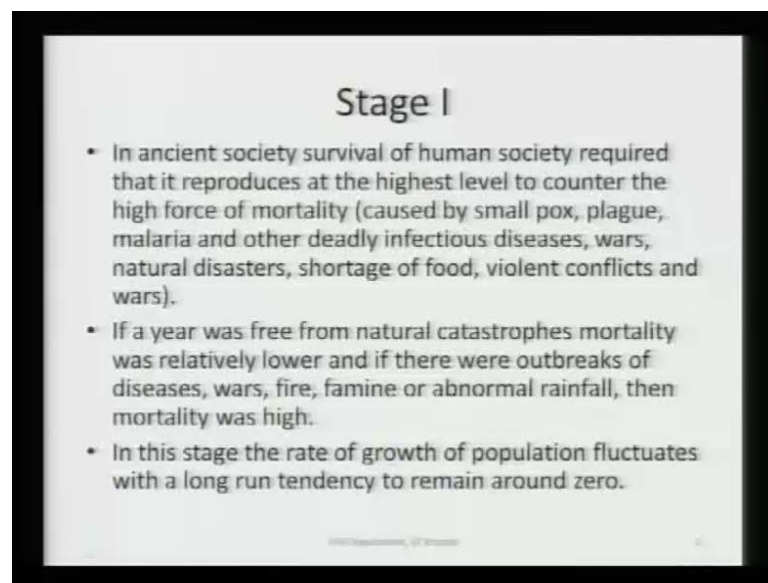 Stage I
• In ancient society survival of human society required
that it reproduces at the highest level to counter the
high force of mortality (caused by small pox, plague,
malaria and other deadly infectious diseases, wars,
natural disasters, shortage of food, violent conflicts and
wars).
• If a year was free from natural catastrophes mortality
was relatively lower and if there were outbreaks of
diseases, wars, fire, famine or abnormal rainfall, then
mortality was high.
• In this stage the rate of growth of population fluctuates
with a long run tendency to remain around zero.